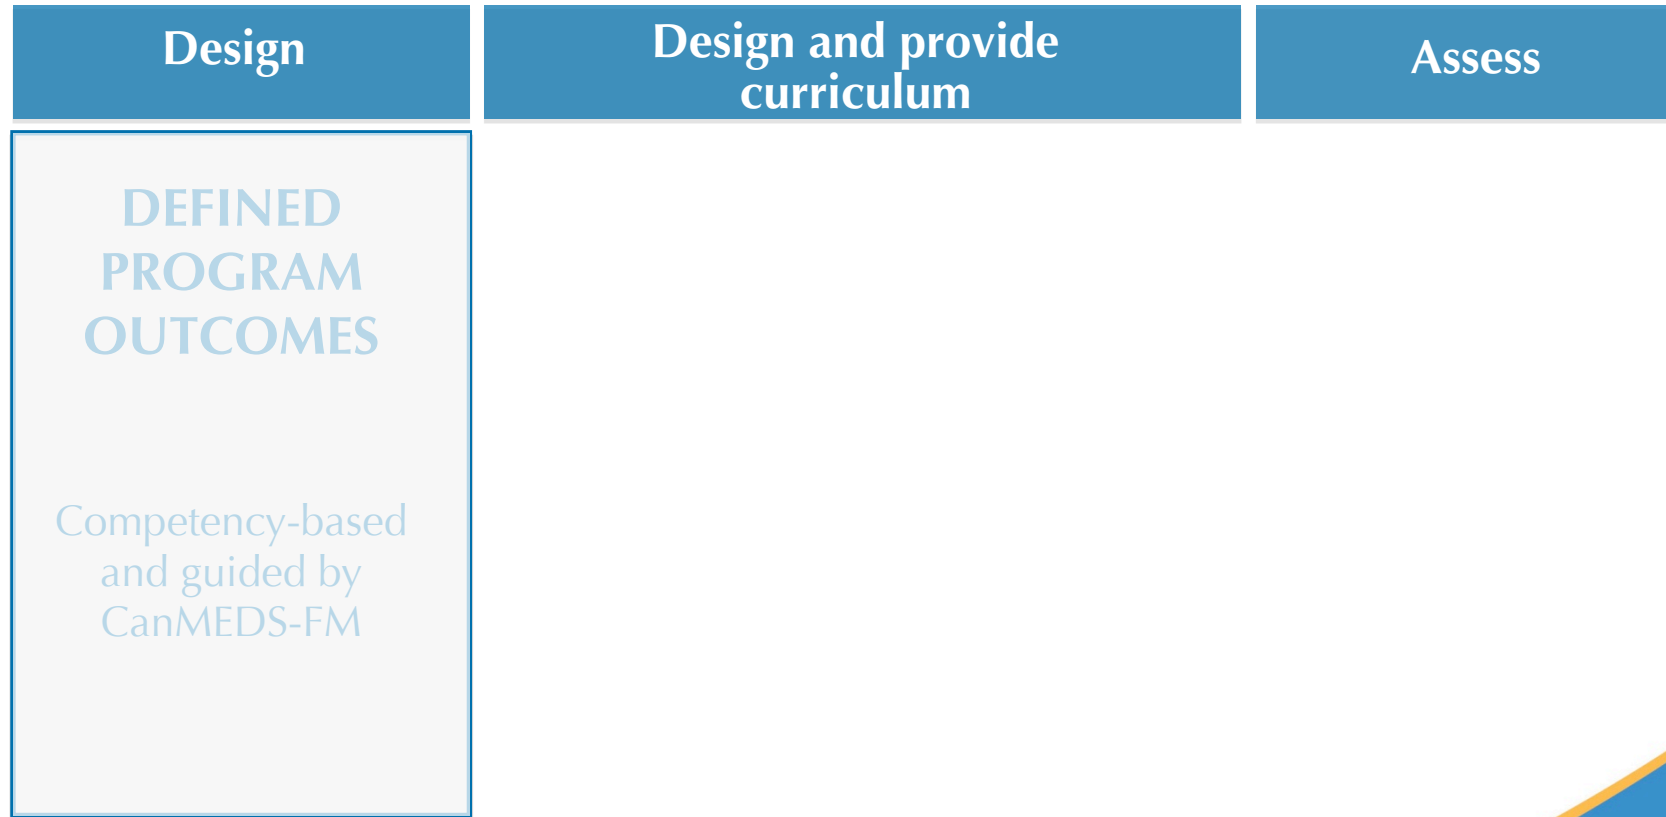 Design
Design and provide
curriculum
Assess
DEFINED
PROGRAM
OUTCOMES
Competency-based
and guided by
CanMEDS-FM